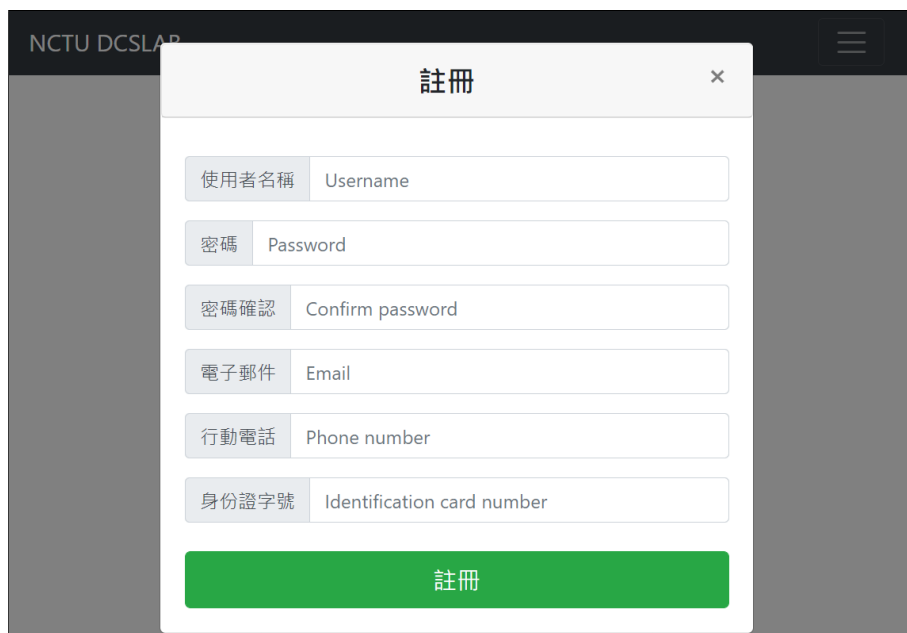 NCTU DCSLAB
註冊 ×
使用者名稱 Username
密碼 Password
密碼確認 Confirm password
電子郵件 Email
行動電話 Phone number
身份證字號 Identification card number
註冊